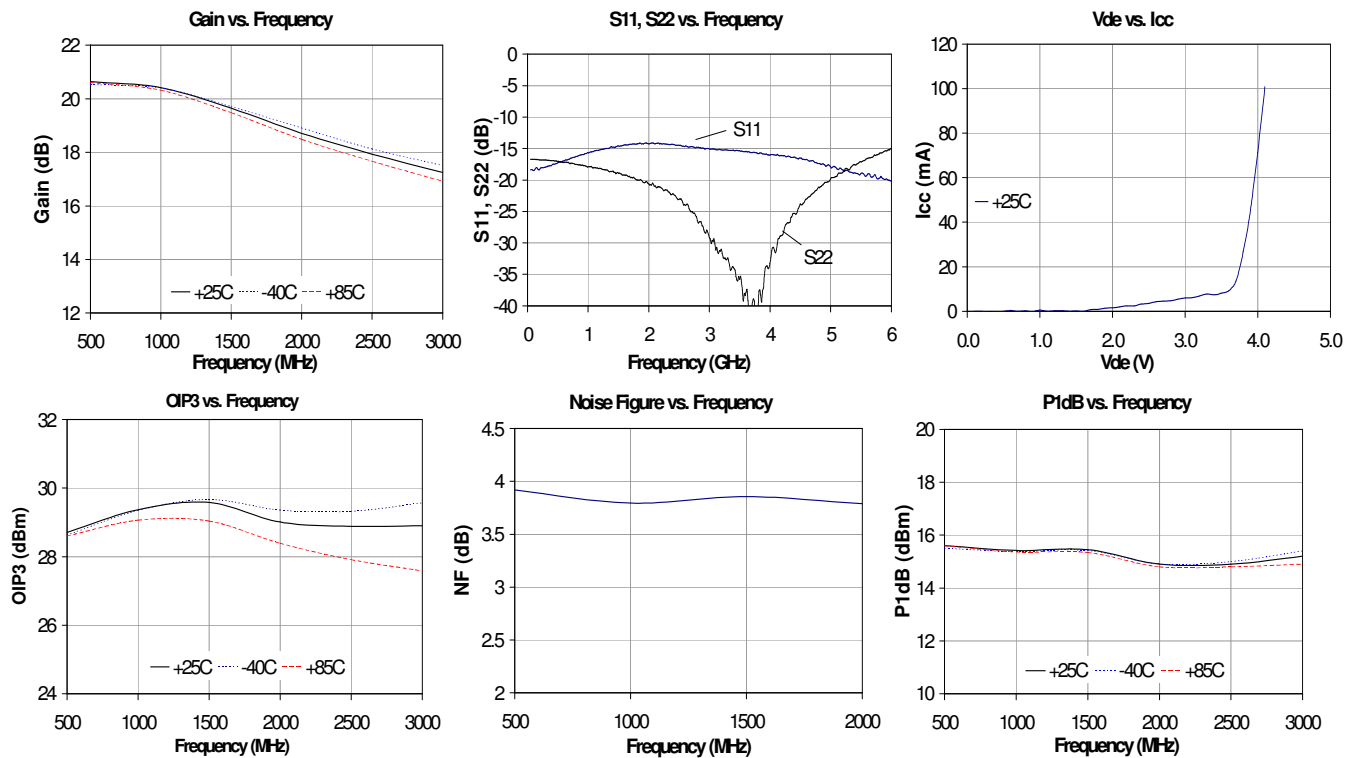 Gain vs. Frequency
22
20
18
16
14
12
Gain (dB)
+25C -40C +85C
500 1000 1500 2000 2500 3000
Frequency (MHz)
S11, S22 vs. Frequency
0
-5
-10
-15
-20
-25
-30
-35
-40
S11, S22 (dB)
S11
S22
0 1 2 3 4 5 6
Frequency (GHz)
Vde vs. Icc
120
100
80
60
40
20
0
Icc (mA)
+25C
0.0 1.0 2.0 3.0 4.0 5.0
Vde (V)
OIP3 vs. Frequency
32
30
28
26
24
OIP3 (dBm)
+25C -40C +85C
500 1000 1500 2000 2500 3000
Frequency (MHz)
Noise Figure vs. Frequency
4.5
4
3.5
3
2.5
2
NF (dB)
500 1000 1500 2000
Frequency (MHz)
P1dB vs. Frequency
20
18
16
14
12
10
P1dB (dBm)
+25C -40C +85C
500 1000 1500 2000 2500 3000
Frequency (MHz)